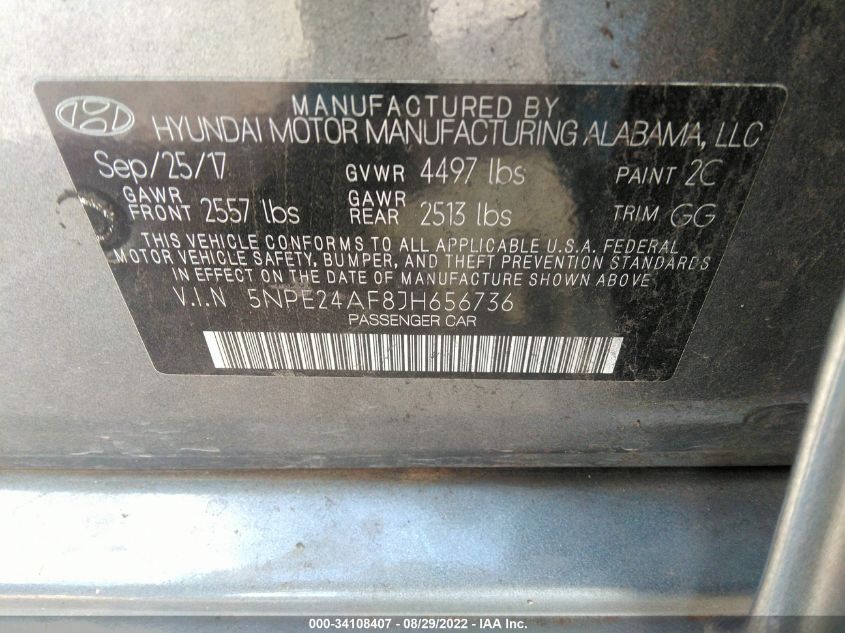 MANUFACTURED BY
HYUNDAI MOTOR MANUFACTURING ALABAMA, LLC
Sep/25/17 GVWR 4497 lbs PAINT 2C
GAWR FRONT 2557 lbs GAWR REAR 2513 lbs TRIM GG
THIS VEHICLE CONFORMS TO ALL APPLICABLE U.S.A. FEDERAL
MOTOR VEHICLE SAFETY, BUMPER, AND THEFT PREVENTION STANDARDS
IN EFFECT ON THE DATE OF MANUFACTURE SHOWN ABOVE
V.I.N 5NPE24AF8JH656736
PASSENGER CAR
000-34108407 - 08/29/2022 - IAA Inc.